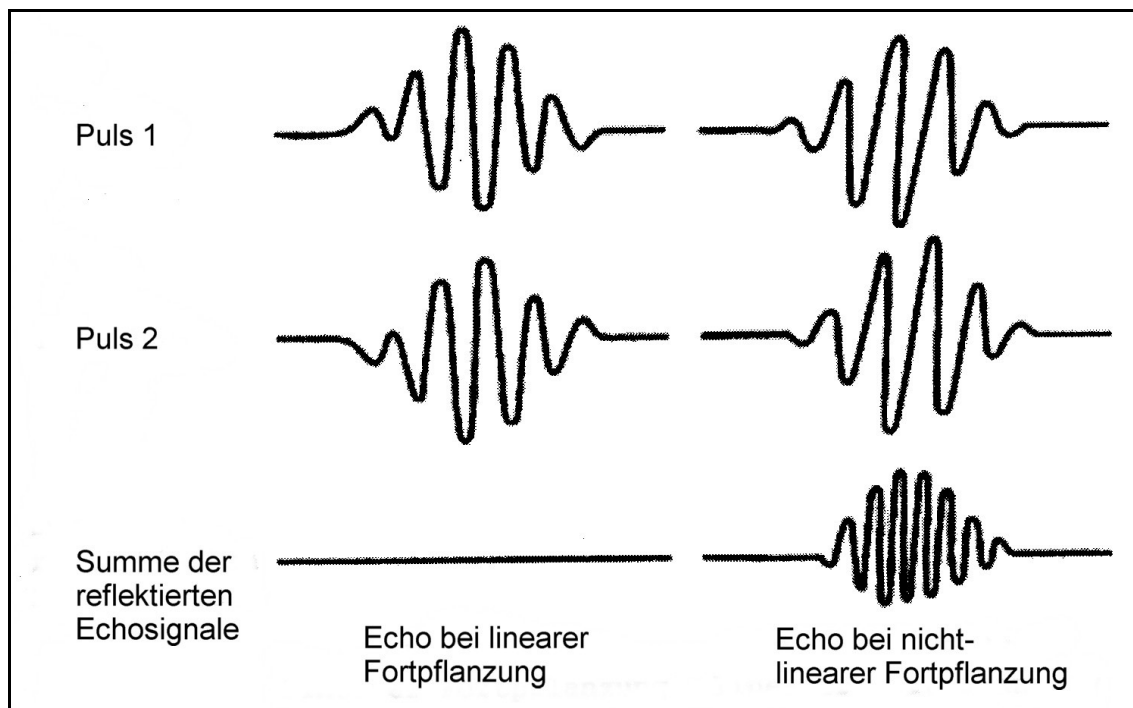 Puls 1
Puls 2
Summe der
reflektierten
Echosignale
Echo bei linearer
Fortpflanzung
Echo bei nicht-
linearer Fortpflanzung